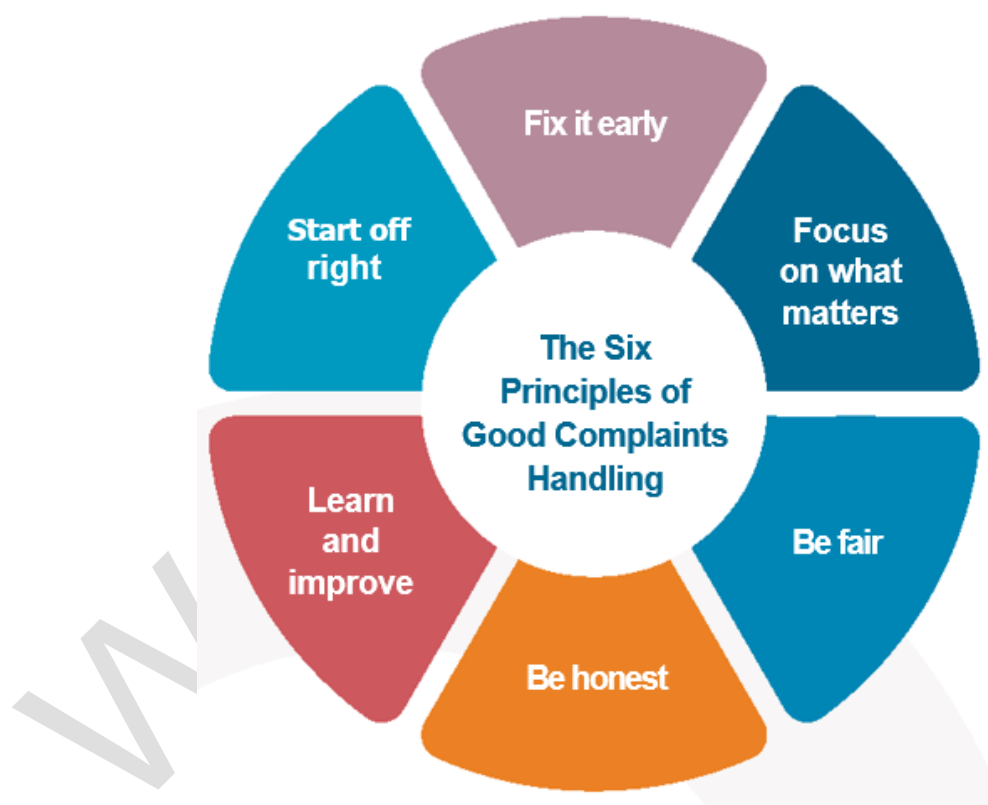 Fix it early
Focus
on what
matters
Start off
right
The Six
Principles of
Good Complaints
Handling
Learn
and
improve
Be fair
Be honest
W